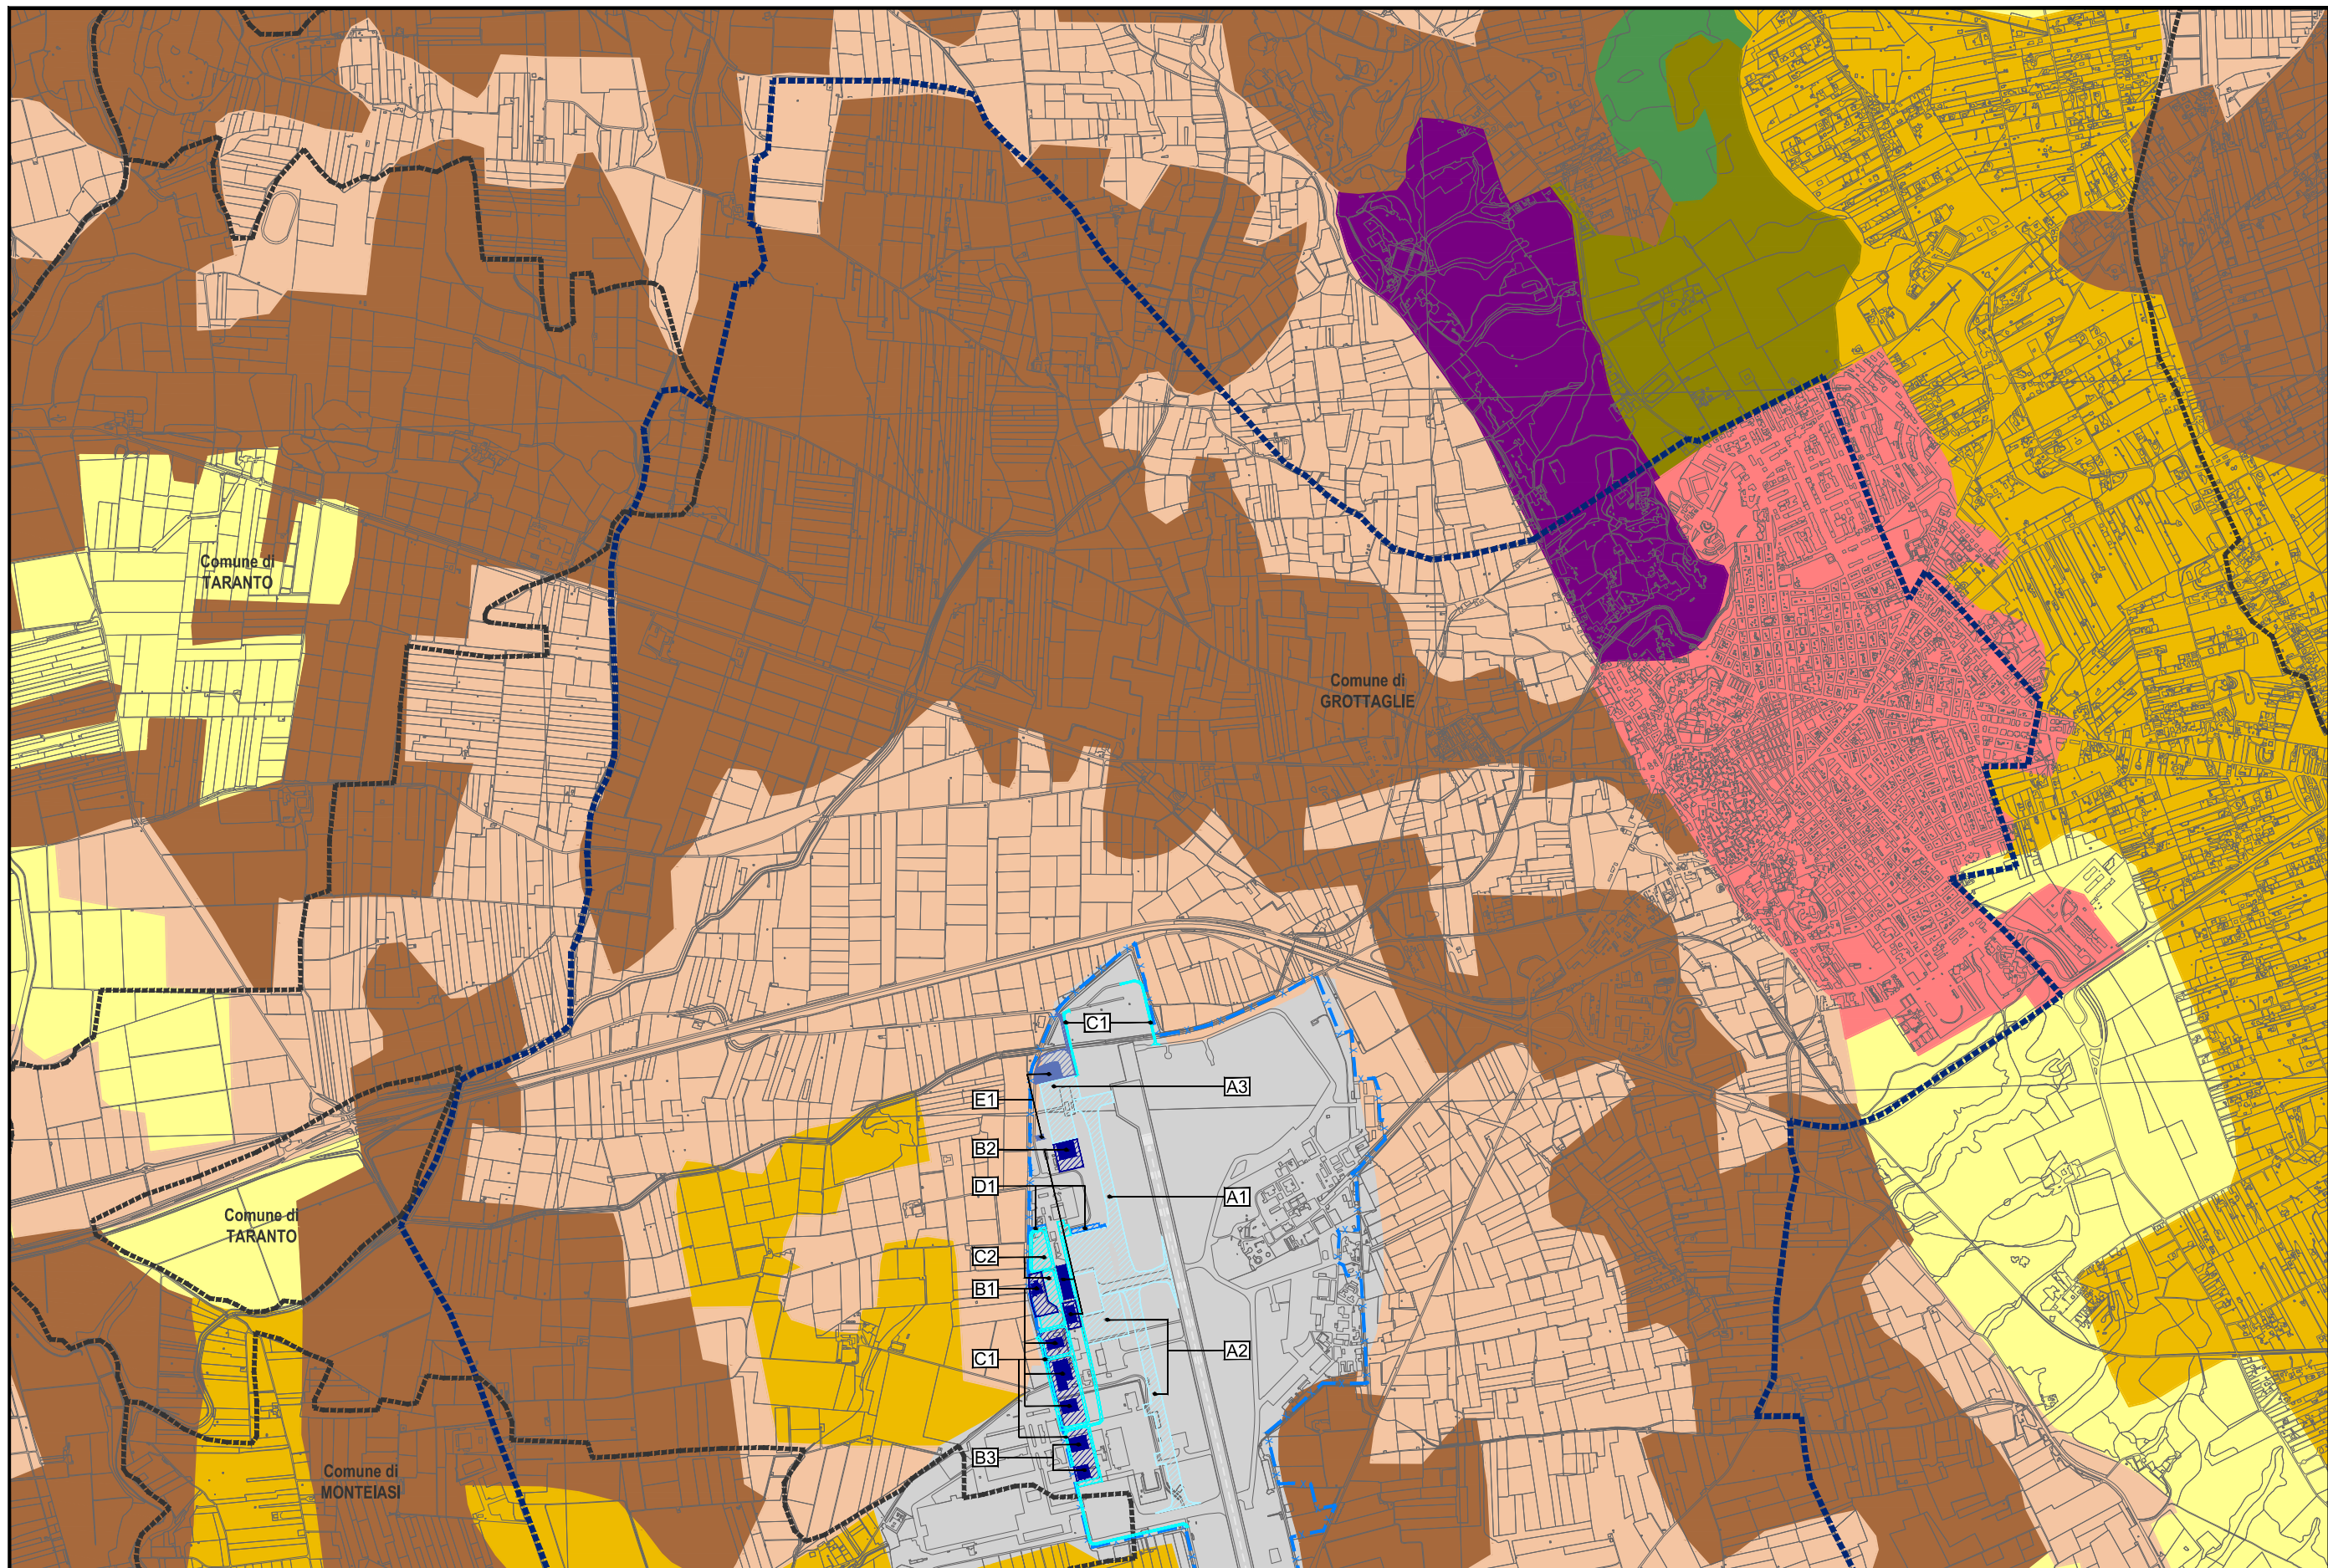 Comune di
TARANTO
Comune di
GROTTAGLIE
C1
A3
E1
B2
D1
A1
Comune di
TARANTO
C2
B1
A2
C1
B3
Comune di
MONTEIASI